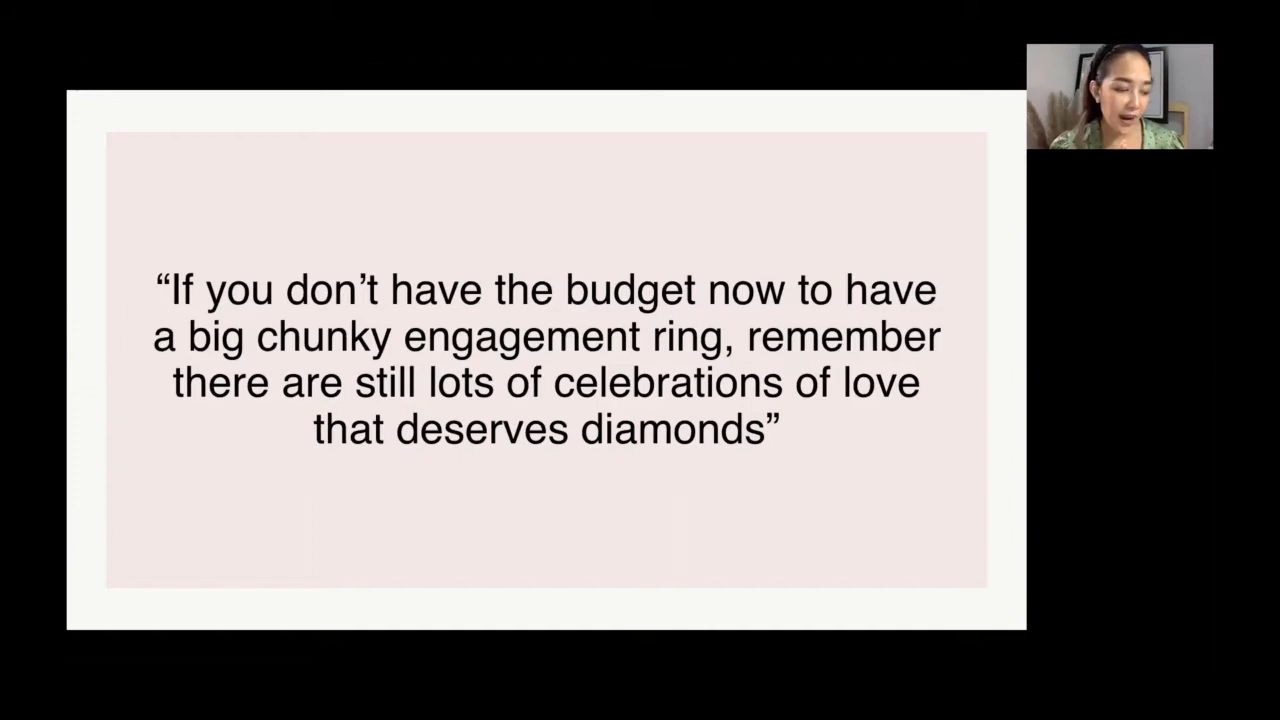 “If you don’t have the budget now to have
a big chunky engagement ring, remember
there are still lots of celebrations of love
that deserves diamonds”